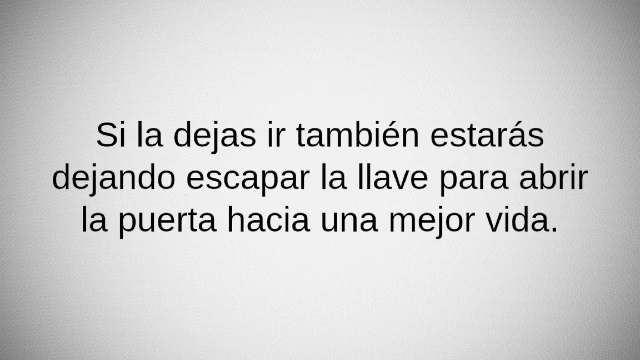 Si la dejas ir también estarás
dejando escapar la llave para abrir
la puerta hacia una mejor vida.